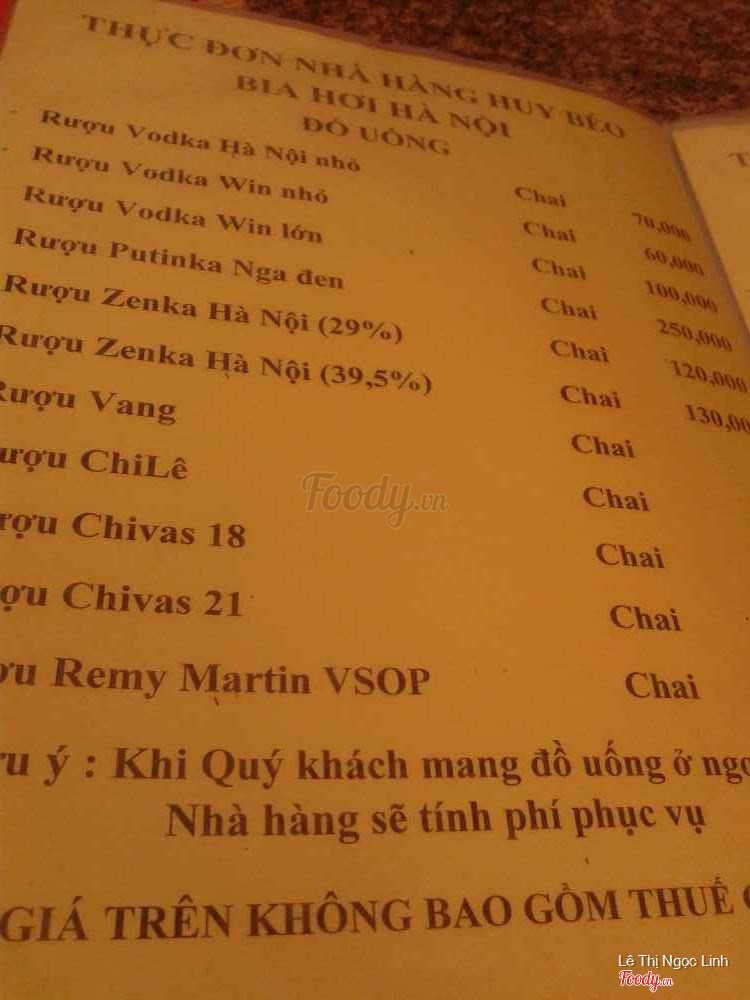 THỰC ĐƠN NHÀ HÀNG HUY BÉO
BIA HƠI HÀ NỘI
ĐỒ UỐNG
Rượu Vodka Hà Nội nhỏ Chai 70,000
Rượu Vodka Win nhỏ Chai 60,000
Rượu Vodka Win lớn Chai 100,000
Rượu Putinka Nga đen Chai 250,000
Rượu Zenka Hà Nội (29%) Chai 120,000
Rượu Zenka Hà Nội (39,5%) Chai 130,00
Rượu Vang Chai
ượu ChiLê Chai
ượu Chivas 18 Chai
ợu Chivas 21 Chai
ợu Remy Martin VSOP Chai
ưu ý : Khi Quý khách mang đồ uống ở ngo
Nhà hàng sẽ tính phí phục vụ
GIÁ TRÊN KHÔNG BAO GỒM THUẾ
Foody.vn
Lê Thị Ngọc Linh
Foody.vn